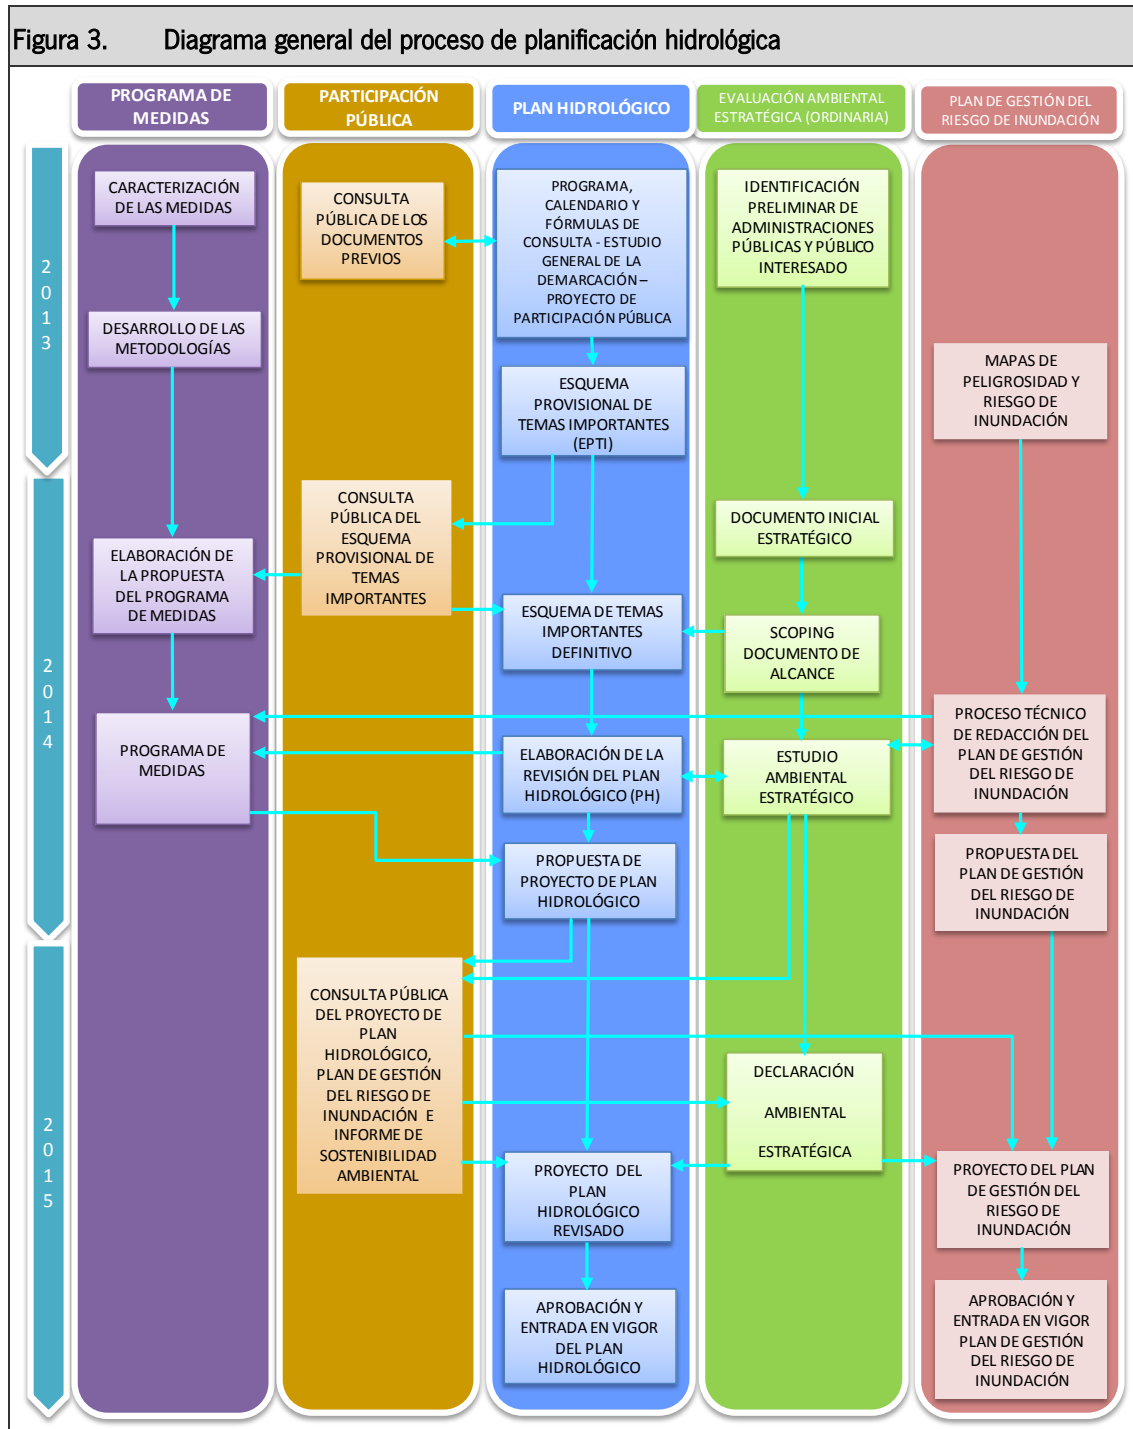 Figura 3. Diagrama general del proceso de planificación hidrológica
PROGRAMA DE
MEDIDAS
PARTICIPACIÓN
PÚBLICA
PLAN HIDROLÓGICO
EVALUACIÓN AMBIENTAL
ESTRATÉGICA (ORDINARIA)
PLAN DE GESTIÓN DEL
RIESGO DE INUNDACIÓN
2
0
1
3
2
0
1
4
2
0
1
5
CARACTERIZACIÓN
DE LAS MEDIDAS
DESARROLLO DE LAS
METODOLOGÍAS
ELABORACIÓN DE
LA PROPUESTA
DEL PROGRAMA
DE MEDIDAS
PROGRAMA DE
MEDIDAS
CONSULTA
PÚBLICA DE LOS
DOCUMENTOS
PREVIOS
CONSULTA
PÚBLICA DEL
ESQUEMA
PROVISIONAL DE
TEMAS
IMPORTANTES
CONSULTA PÚBLICA
DEL PROYECTO DE
PLAN
HIDROLÓGICO,
PLAN DE GESTIÓN
DEL RIESGO DE
INUNDACIÓN E
INFORME DE
SOSTENIBILIDAD
AMBIENTAL
PROGRAMA,
CALENDARIO Y
FÓRMULAS DE
CONSULTA - ESTUDIO
GENERAL DE LA
DEMARCACIÓN –
PROYECTO DE
PARTICIPACIÓN PÚBLICA
ESQUEMA
PROVISIONAL DE
TEMAS IMPORTANTES
(EPTI)
ESQUEMA DE TEMAS
IMPORTANTES
DEFINITIVO
ELABORACIÓN DE LA
REVISIÓN DEL PLAN
HIDROLÓGICO (PH)
PROPUESTA DE
PROYECTO DE PLAN
HIDROLÓGICO
PROYECTO DEL
PLAN
HIDROLÓGICO
REVISADO
APROBACIÓN Y
ENTRADA EN VIGOR
DEL PLAN
HIDROLÓGICO
IDENTIFICACIÓN
PRELIMINAR DE
ADMINISTRACIONES
PÚBLICAS Y PÚBLICO
INTERESADO
DOCUMENTO INICIAL
ESTRATÉGICO
SCOPING
DOCUMENTO DE
ALCANCE
ESTUDIO
AMBIENTAL
ESTRATÉGICO
DECLARACIÓN
AMBIENTAL
ESTRATÉGICA
MAPAS DE
PELIGROSIDAD Y
RIESGO DE
INUNDACIÓN
PROCESO TÉCNICO
DE REDACCIÓN DEL
PLAN DE GESTIÓN
DEL RIESGO DE
INUNDACIÓN
PROPUESTA DEL
PLAN DE GESTIÓN
DEL RIESGO DE
INUNDACIÓN
PROYECTO DEL PLAN
DE GESTIÓN DEL
RIESGO DE
INUNDACIÓN
APROBACIÓN Y
ENTRADA EN VIGOR
PLAN DE GESTIÓN
DEL RIESGO DE
INUNDACIÓN